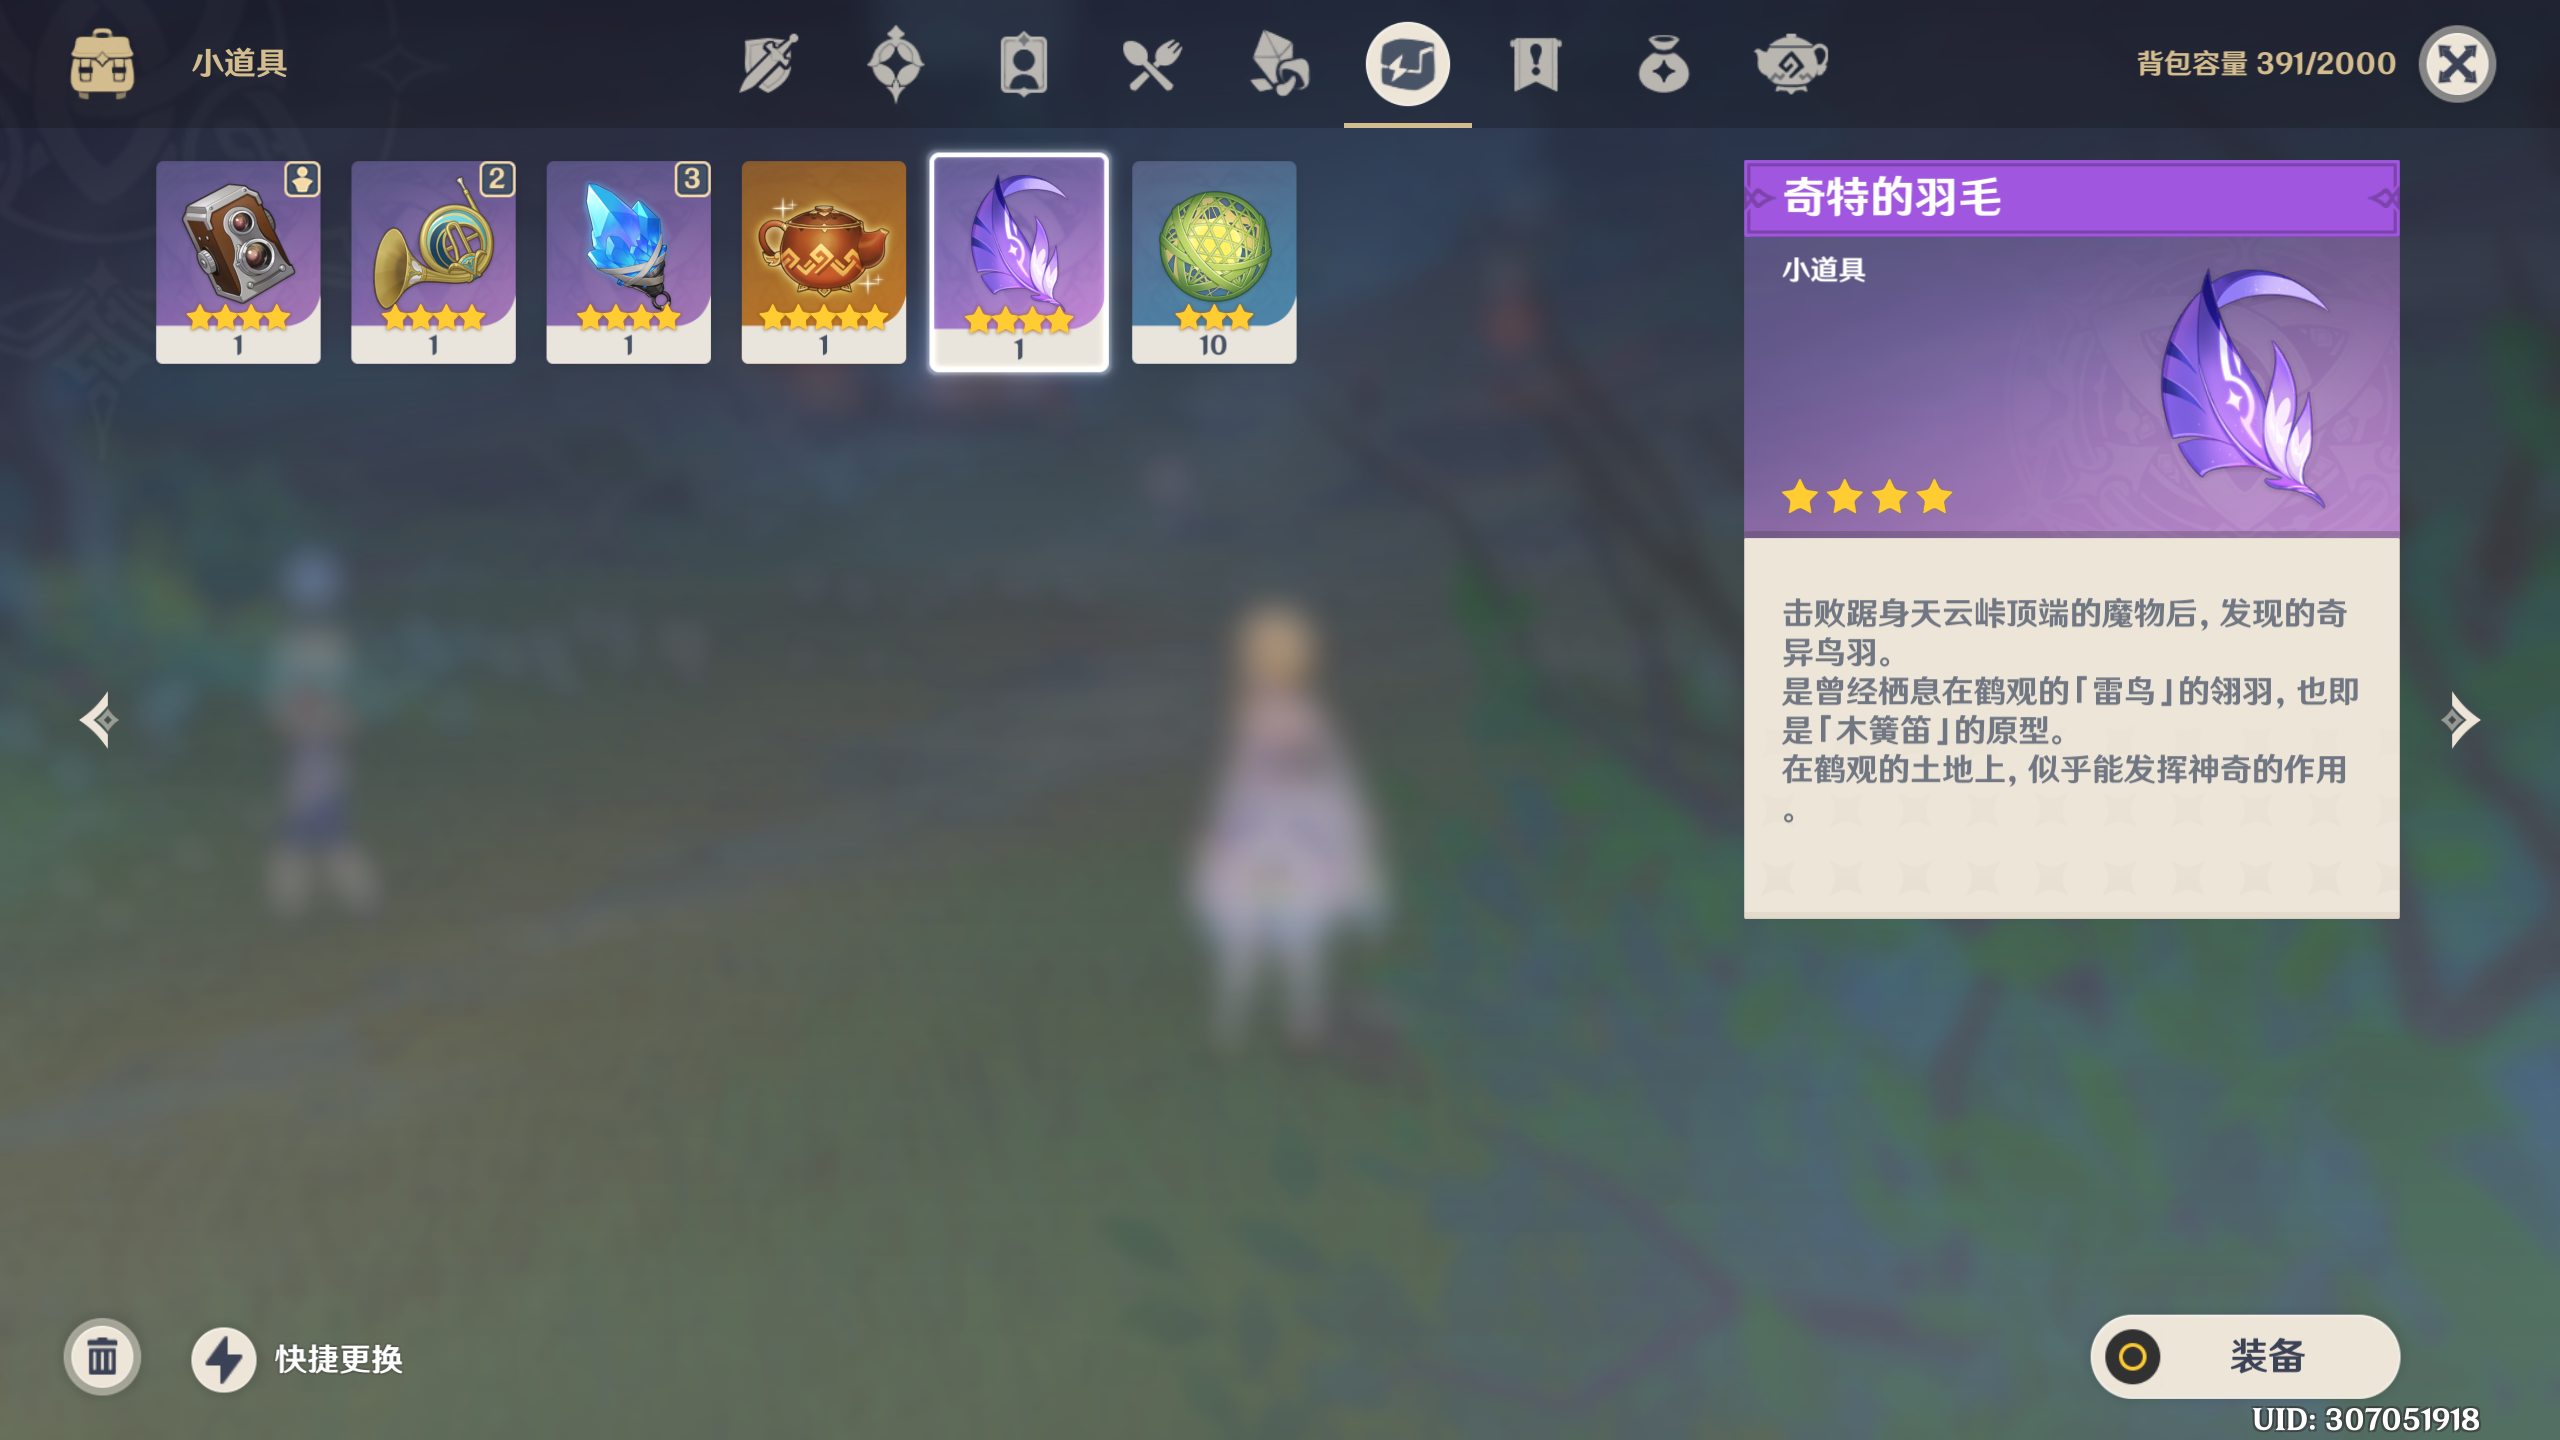 小道具
背包容量 391/2000
2
3
1
1
1
1
1
10
奇特的羽毛
小道具
击败踞身天云峠顶端的魔物后，发现的奇
异鸟羽。
是曾经栖息在鹤观的「雷鸟」的翎羽，也即
是「木簧笛」的原型。
在鹤观的土地上，似乎能发挥神奇的作用
。
快捷更换
装备
UID: 307051918